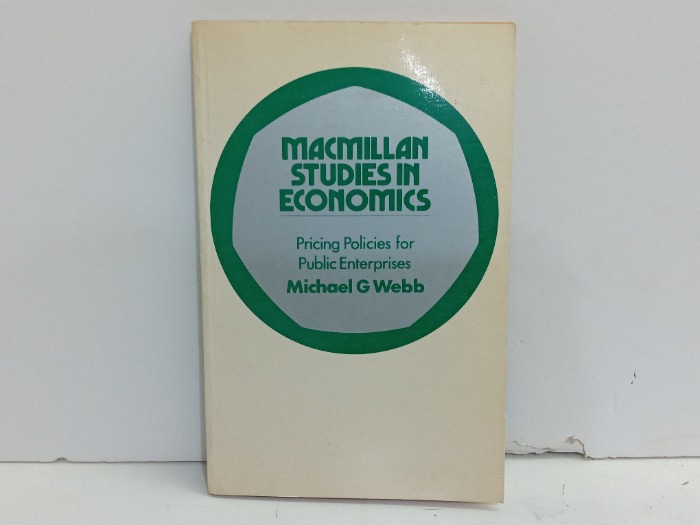 MACMILLAN
STUDIES IN
ECONOMICS
Pricing Policies for
Public Enterprises
Michael G Webb